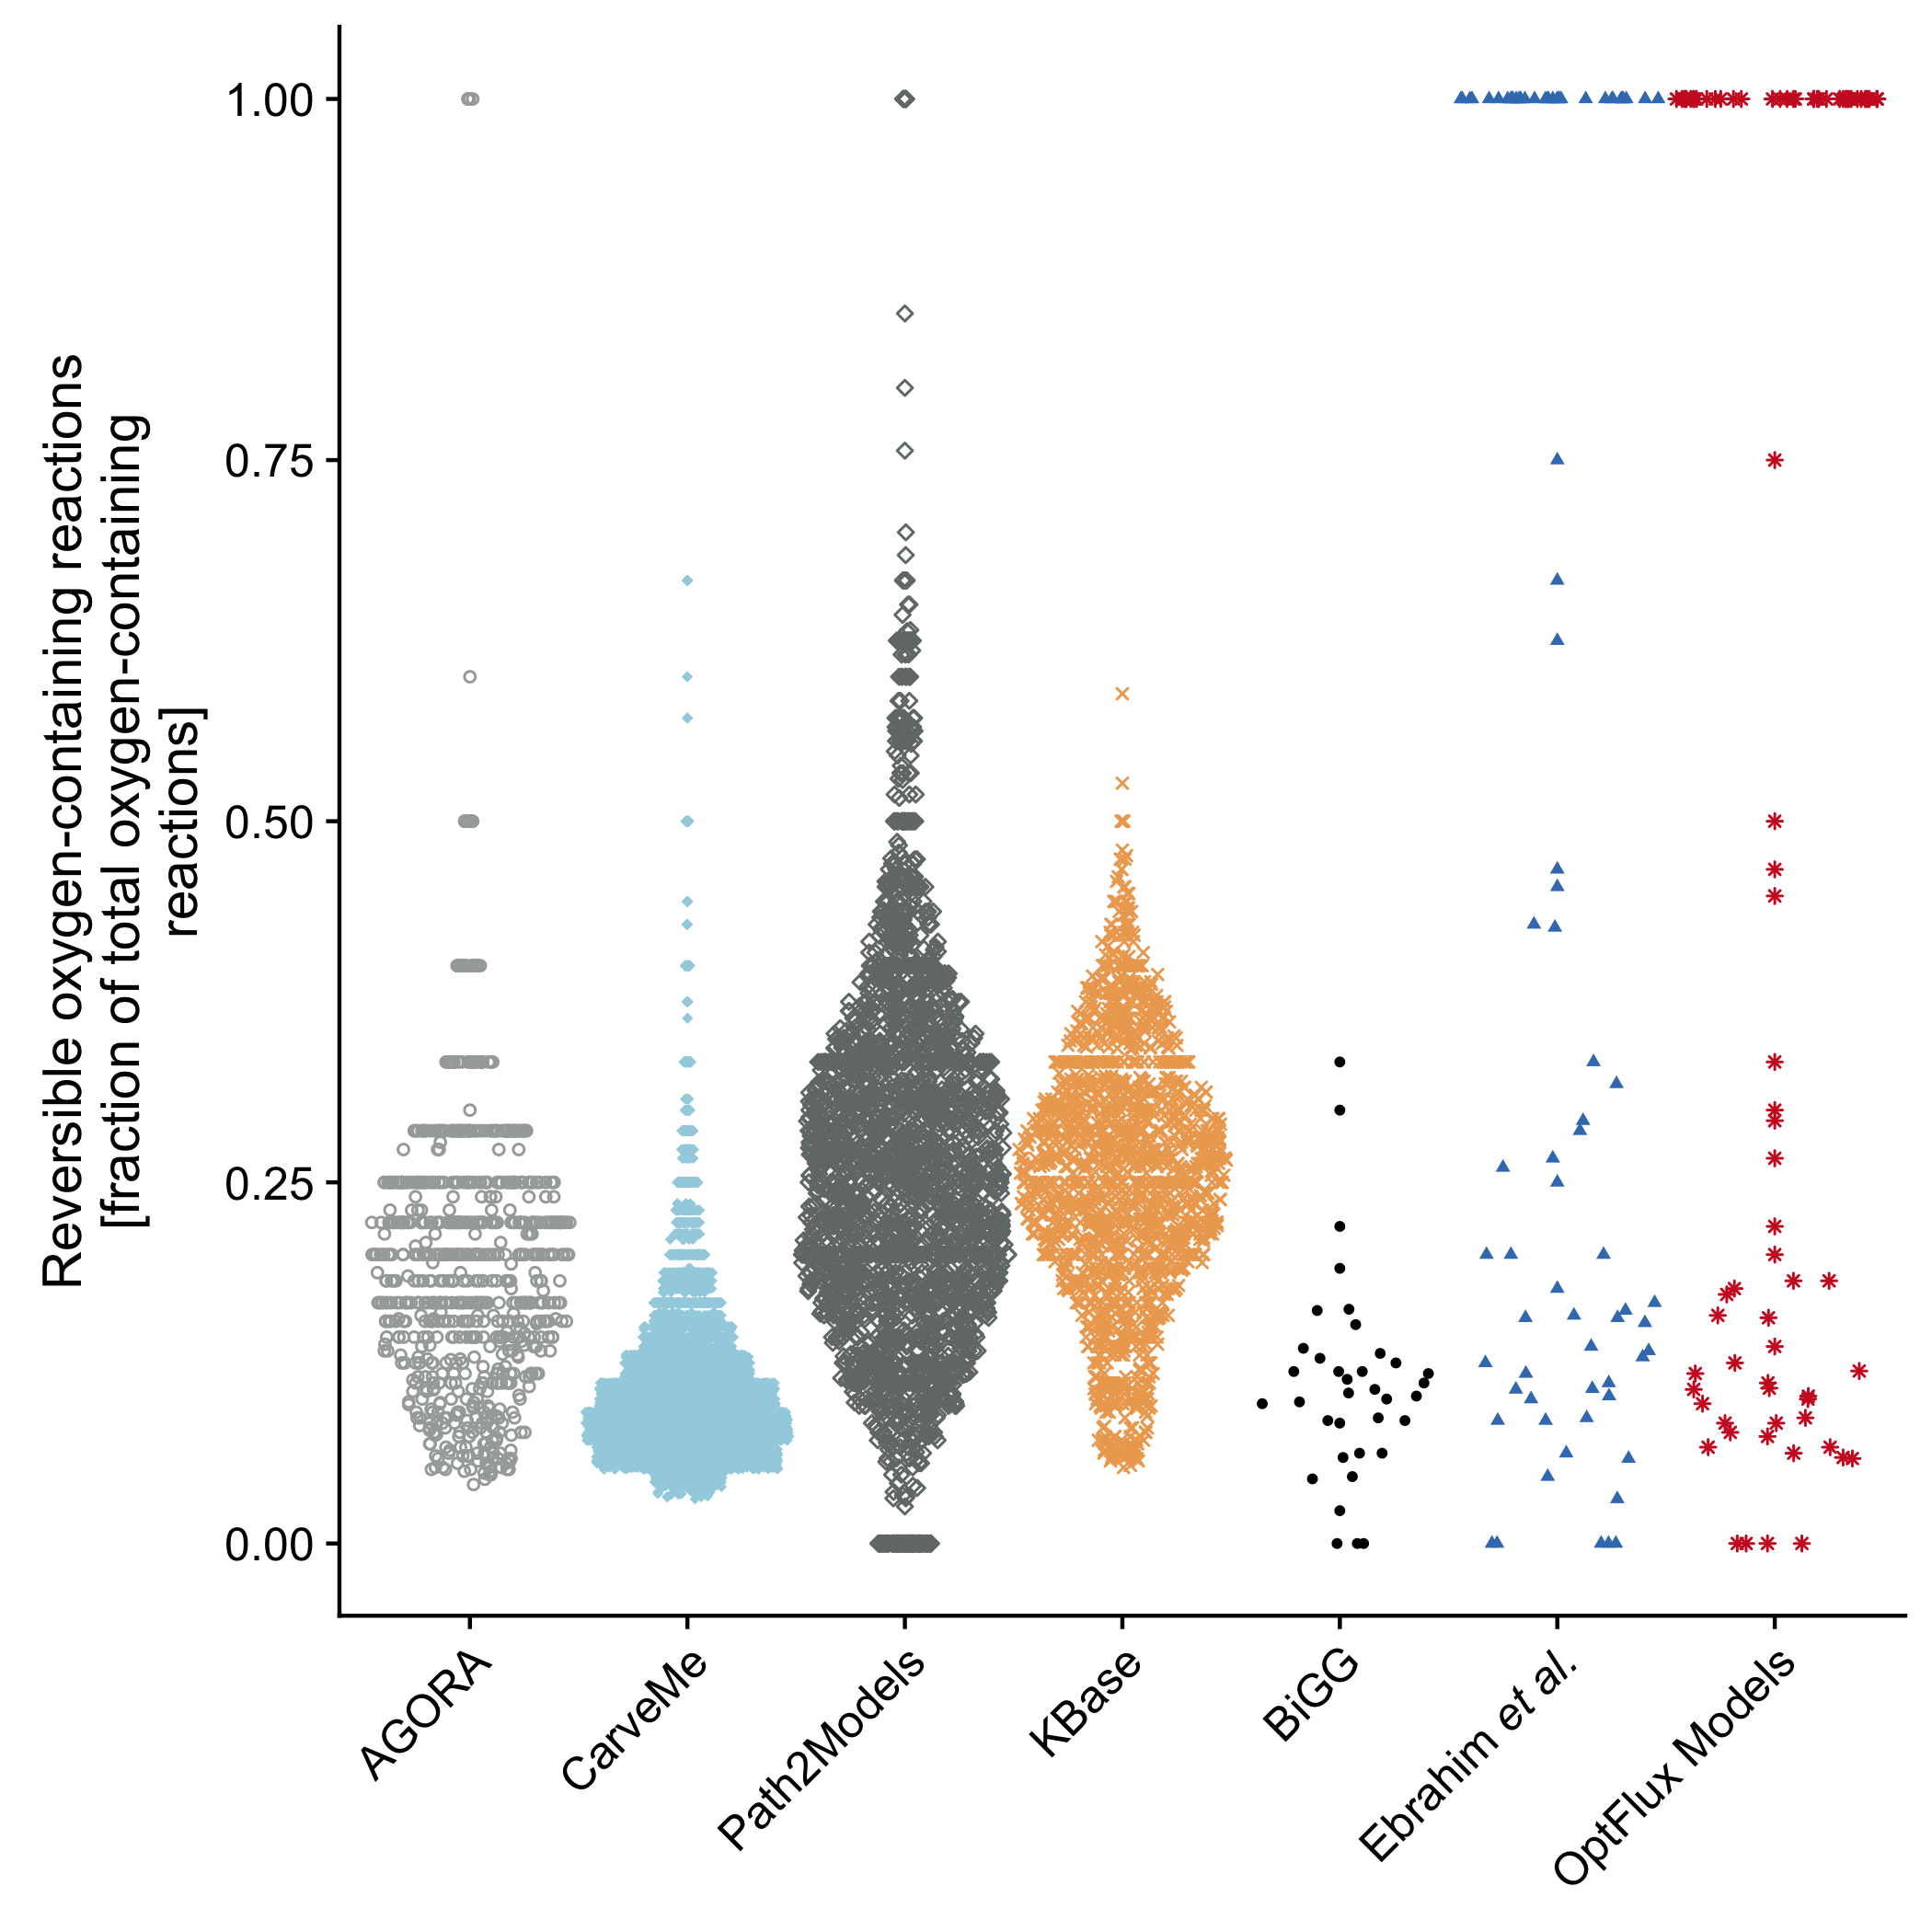 Reversible oxygen-containing reactions
[fraction of total oxygen-containing
reactions]
1.00
0.75
0.50
0.25
0.00
AGORA
CarveMe
Path2Models
KBase
BiGG
Ebrahim et al.
OptFlux Models